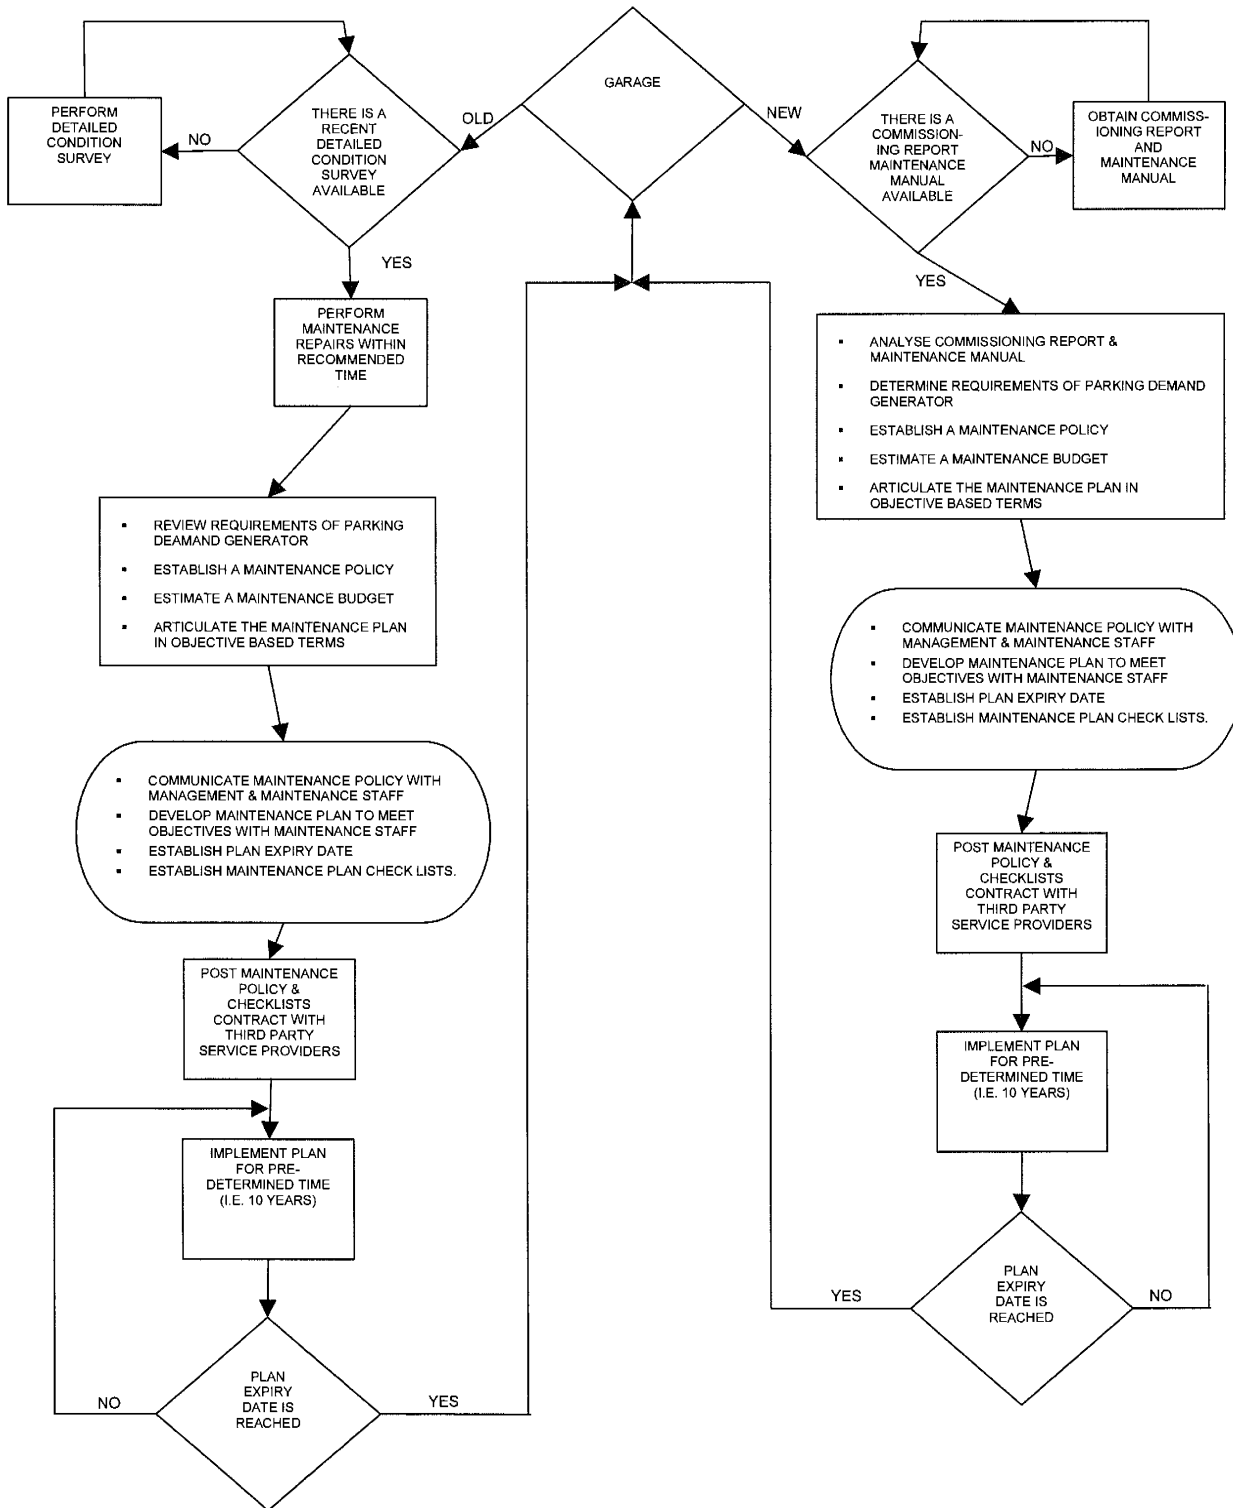 GARAGE
OLD
NEW
PERFORM
DETAILED
CONDITION
SURVEY
NO
THERE IS A
RECENT
DETAILED
CONDITION
SURVEY
AVAILABLE
YES
PERFORM
MAINTENANCE
REPAIRS WITHIN
RECOMMENDED
TIME
▪ REVIEW REQUIREMENTS OF PARKING
DEAMAND GENERATOR
▪ ESTABLISH A MAINTENANCE POLICY
▪ ESTIMATE A MAINTENANCE BUDGET
▪ ARTICULATE THE MAINTENANCE PLAN
IN OBJECTIVE BASED TERMS
▪ COMMUNICATE MAINTENANCE POLICY WITH
MANAGEMENT & MAINTENANCE STAFF
▪ DEVELOP MAINTENANCE PLAN TO MEET
OBJECTIVES WITH MAINTENANCE STAFF
▪ ESTABLISH PLAN EXPIRY DATE
▪ ESTABLISH MAINTENANCE PLAN CHECK LISTS.
POST MAINTENANCE
POLICY &
CHECKLISTS
CONTRACT WITH
THIRD PARTY
SERVICE PROVIDERS
IMPLEMENT PLAN
FOR PRE-
DETERMINED TIME
(I.E. 10 YEARS)
PLAN
EXPIRY
DATE IS
REACHED
NO
YES
THERE IS A
COMMISSION-
ING REPORT
MAINTENANCE
MANUAL
AVAILABLE
NO
OBTAIN COMMISS-
IONING REPORT
AND
MAINTENANCE
MANUAL
YES
▪ ANALYSE COMMISSIONING REPORT &
MAINTENANCE MANUAL
▪ DETERMINE REQUIREMENTS OF PARKING DEMAND
GENERATOR
▪ ESTABLISH A MAINTENANCE POLICY
▪ ESTIMATE A MAINTENANCE BUDGET
▪ ARTICULATE THE MAINTENANCE PLAN IN
OBJECTIVE BASED TERMS
▪ COMMUNICATE MAINTENANCE POLICY WITH
MANAGEMENT & MAINTENANCE STAFF
▪ DEVELOP MAINTENANCE PLAN TO MEET
OBJECTIVES WITH MAINTENANCE STAFF
▪ ESTABLISH PLAN EXPIRY DATE
▪ ESTABLISH MAINTENANCE PLAN CHECK LISTS.
POST MAINTENANCE
POLICY &
CHECKLISTS
CONTRACT WITH
THIRD PARTY
SERVICE PROVIDERS
IMPLEMENT PLAN
FOR PRE-
DETERMINED TIME
(I.E. 10 YEARS)
PLAN
EXPIRY
DATE IS
REACHED
YES
NO